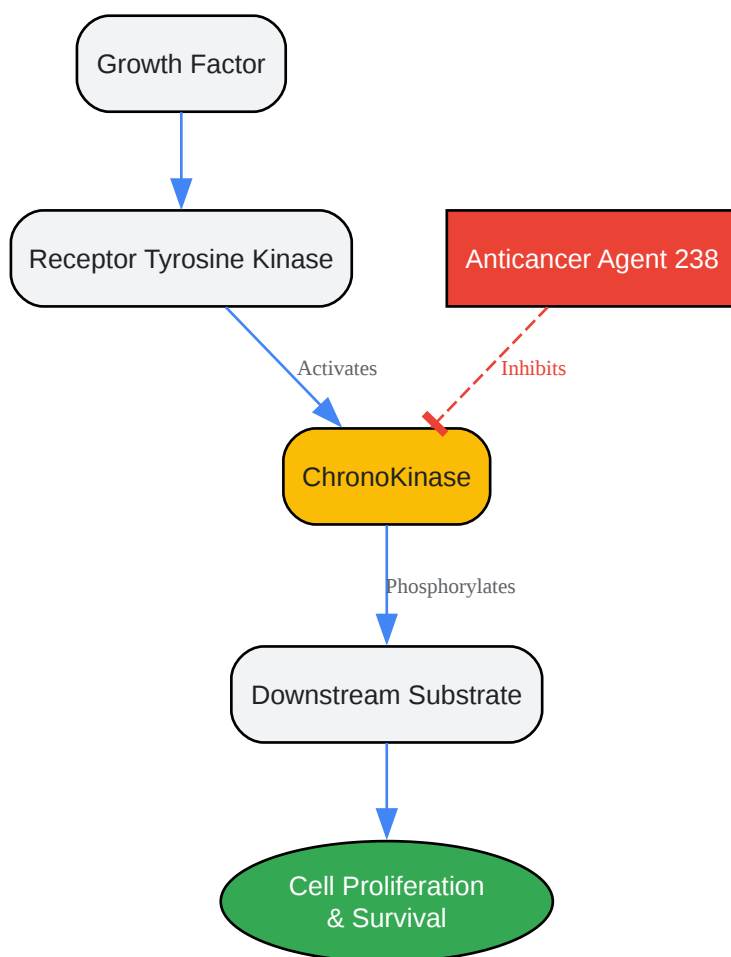 Growth Factor
Receptor Tyrosine Kinase
Anticancer Agent 238
Activates
Inhibits
ChronoKinase
Phosphorylates
Downstream Substrate
Cell Proliferation
& Survival